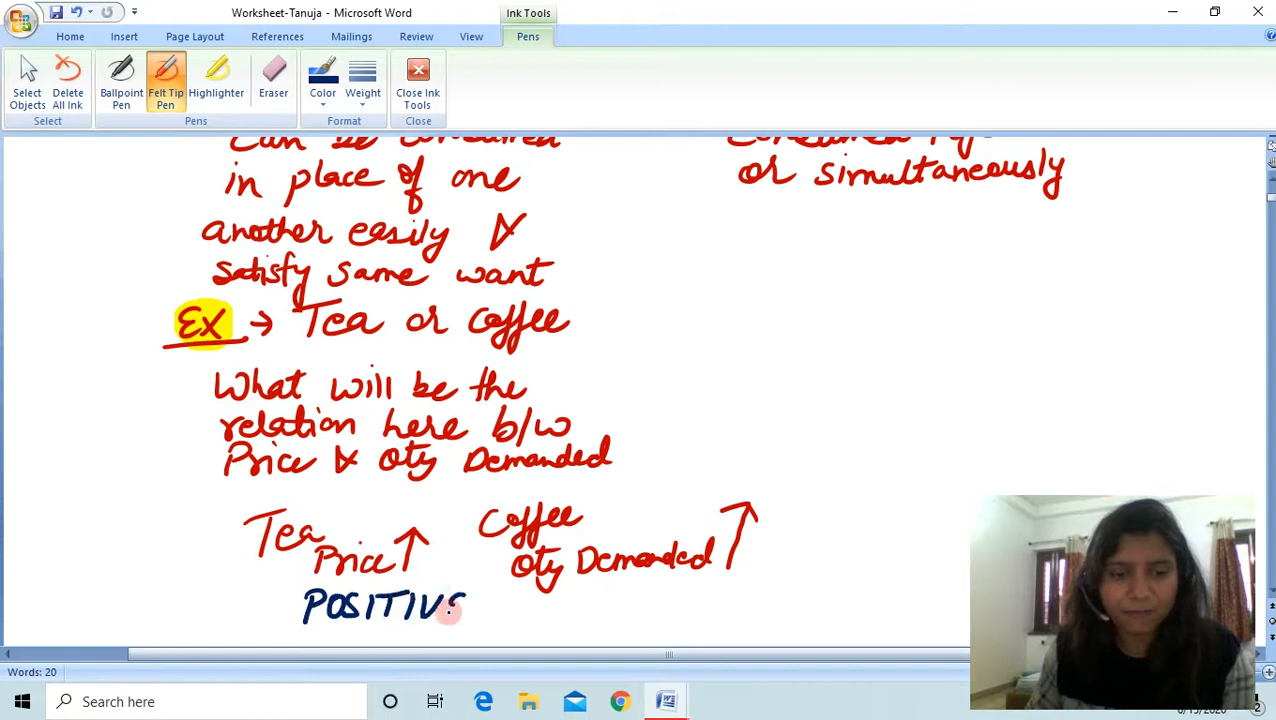 Worksheet-Tanuja - Microsoft Word
Ink Tools
Home
Insert
Page Layout
References
Mailings
Review
View
Pens
Select Objects
Delete All Ink
Ballpoint Pen
Felt Tip Pen
Highlighter
Eraser
Color
Weight
Close Ink Tools
Select
Pens
Format
Close
can be consumed
in place of one
another easily &
satisfy same want
Ex → Tea or Coffee
What will be the
relation here b/w
Price & Qty Demanded
Tea Price ↑
Coffee Qty Demanded ↑
POSITIVE
or simultaneously
Words: 20
Search here